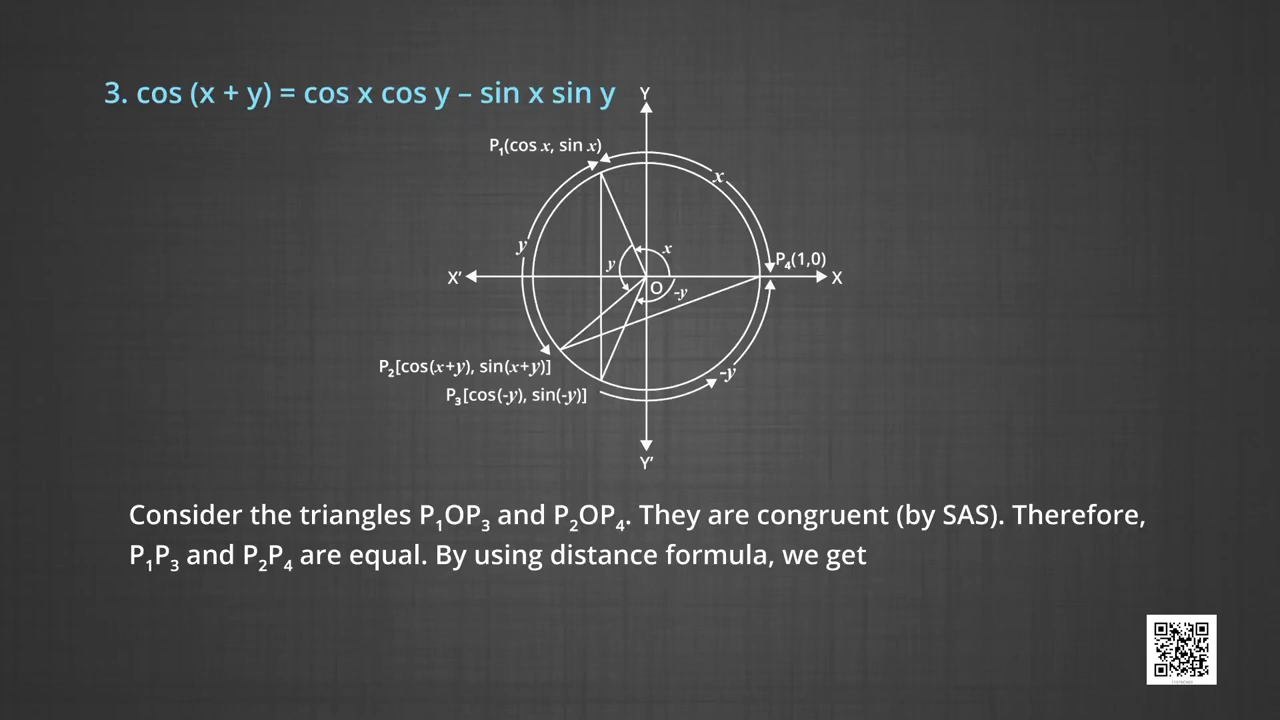 3. cos (x + y) = cos x cos y – sin x sin y
Y
P₁(cos x, sin x)
x
y
x
P₄(1,0)
y
X'
O
X
-y
P₂[cos(x+y), sin(x+y)]
-y
P₃[cos(-y), sin(-y)]
Y'
Consider the triangles P₁OP₃ and P₂OP₄. They are congruent (by SAS). Therefore,
P₁P₃ and P₂P₄ are equal. By using distance formula, we get